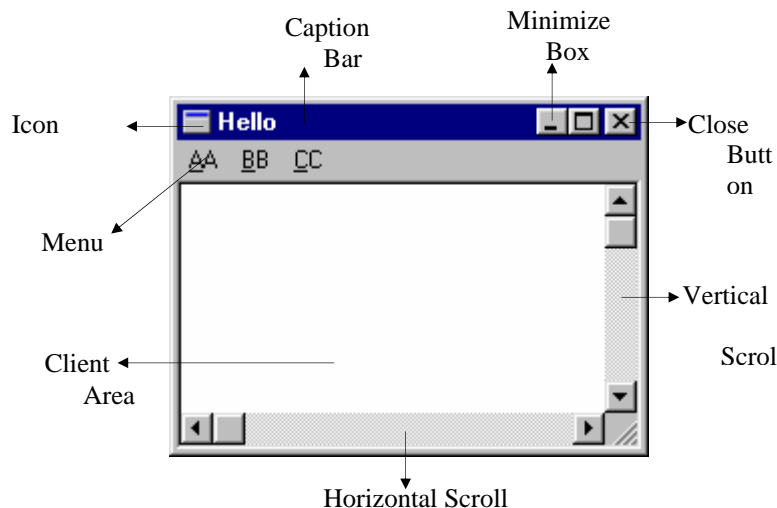 Caption
Bar
Minimize
Box
Icon
Hello
Close
Butt
on
AA BB CC
Menu
Vertical
Scrol
Client
Area
Horizontal Scroll